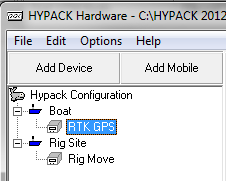 HYPACK Hardware - C:\HYPACK 2012
File Edit Options Help
Add Device Add Mobile
Hypack Configuration
Boat
RTK GPS
Rig Site
Rig Move